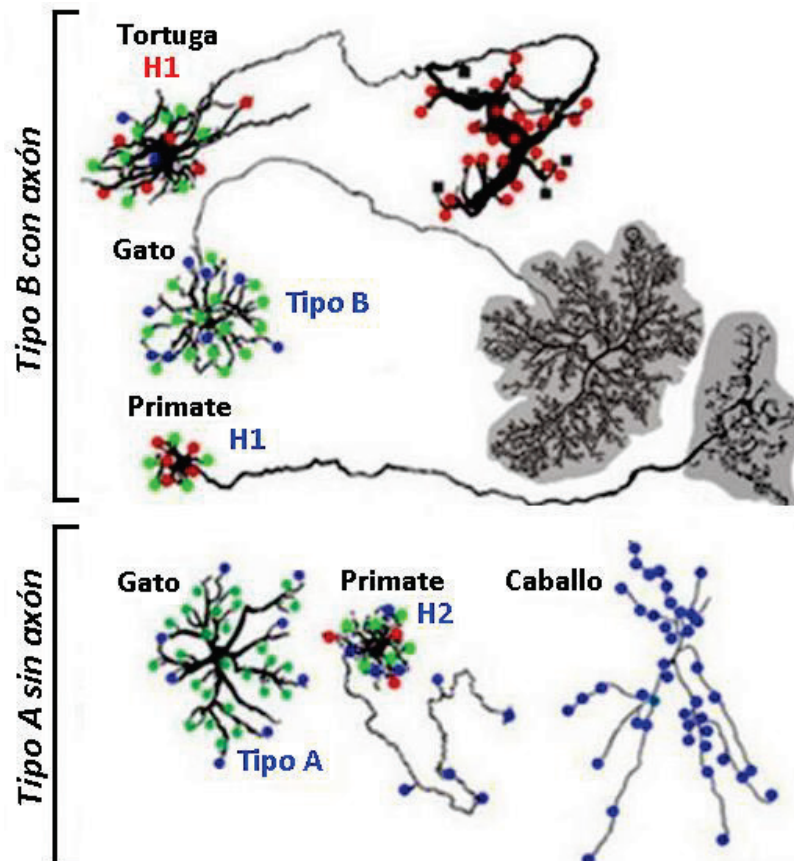 Tipo B con axón
Tortuga
H1
Gato
Tipo B
Primate
H1
Tipo A sin axón
Gato
Tipo A
Primate
H2
Caballo